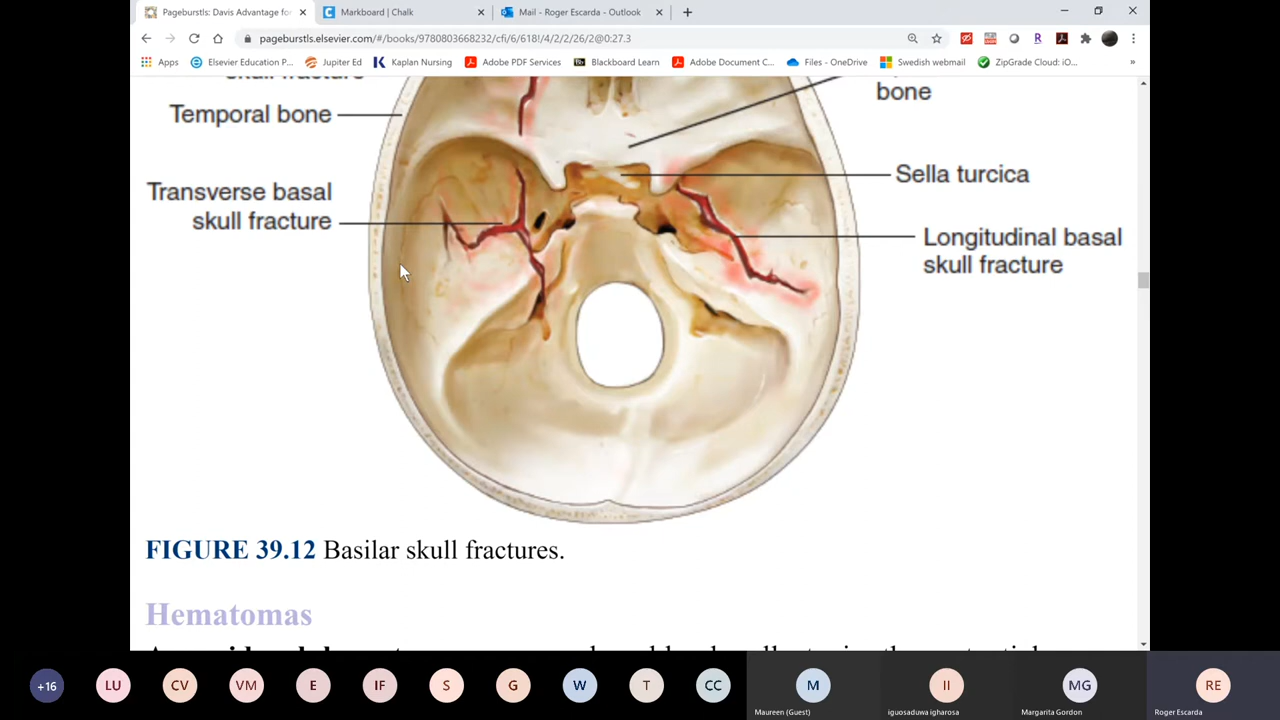 Pageburstls: Davis Advantage for
Markboard | Chalk
Mail - Roger Escarda - Outlook
pageburstls.elsevier.com/#/books/9780803668232/cfi/6/618!/4/2/2/26/2@0:27.3
Apps
Elsevier Education P...
Jupiter Ed
Kaplan Nursing
Adobe PDF Services
Blackboard Learn
Adobe Document C...
Files - OneDrive
Swedish webmail
ZipGrade Cloud: iO...
skull fracture
bone
Temporal bone
Sella turcica
Transverse basal
skull fracture
Longitudinal basal
skull fracture
FIGURE 39.12 Basilar skull fractures.
Hematomas
+16
LU
CV
VM
E
IF
S
G
W
T
CC
M
II
MG
RE
Maureen (Guest)
iguosaduwa igharosa
Margarita Gordon
Roger Escarda